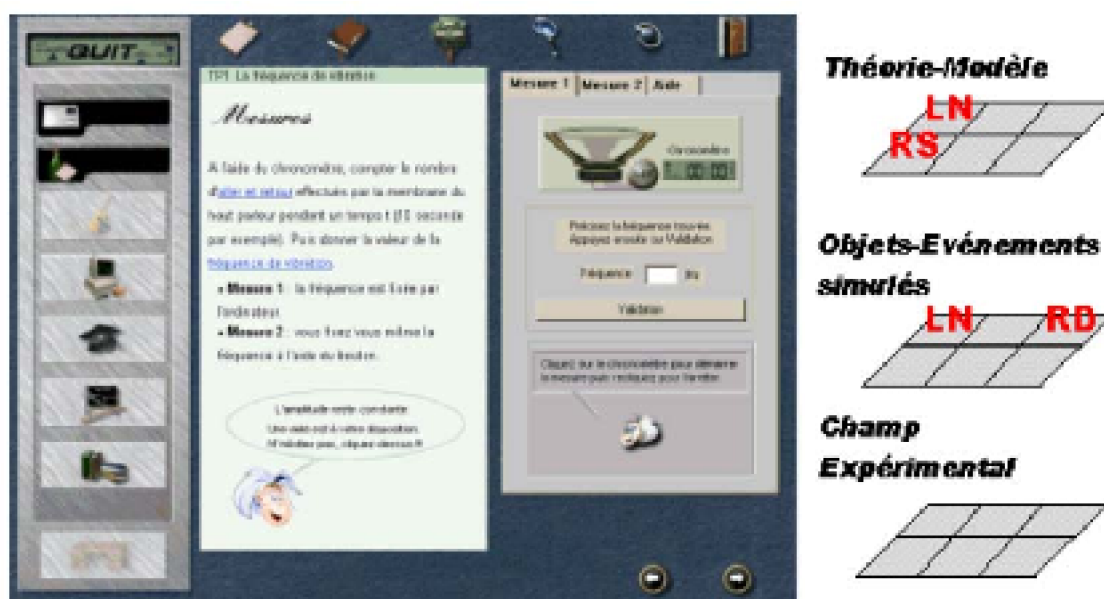 QUIT
TP1 La fréquence de vibration
Mesures
A l'aide du chronomètre, compter le nombre
d'aller et retour effectués par la membrane du
haut parleur pendant un temps t (10 seconde
par exemple). Puis donner la valeur de la
fréquence de vibration.
• Mesure 1 : la fréquence est fixée par
l'ordinateur.
• Mesure 2 : vous fixez vous même la
fréquence à l'aide du bouton.
L'amplitude reste constante
Une aide est à votre disposition.
N'hésitez pas, cliquez dessus !!!
Mesure 1 Mesure 2 Aide
Chronomètre
Précisez la fréquence trouvée.
Appuyez ensuite sur Validation
Fréquence Hz
Validation
Cliquez sur le chronomètre pour démarrer
la mesure puis recliquez pour l'arrêter.
Théorie-Modèle
LN
RS
Objets-Evénements
simulés
LN RD
Champ
Expérimental